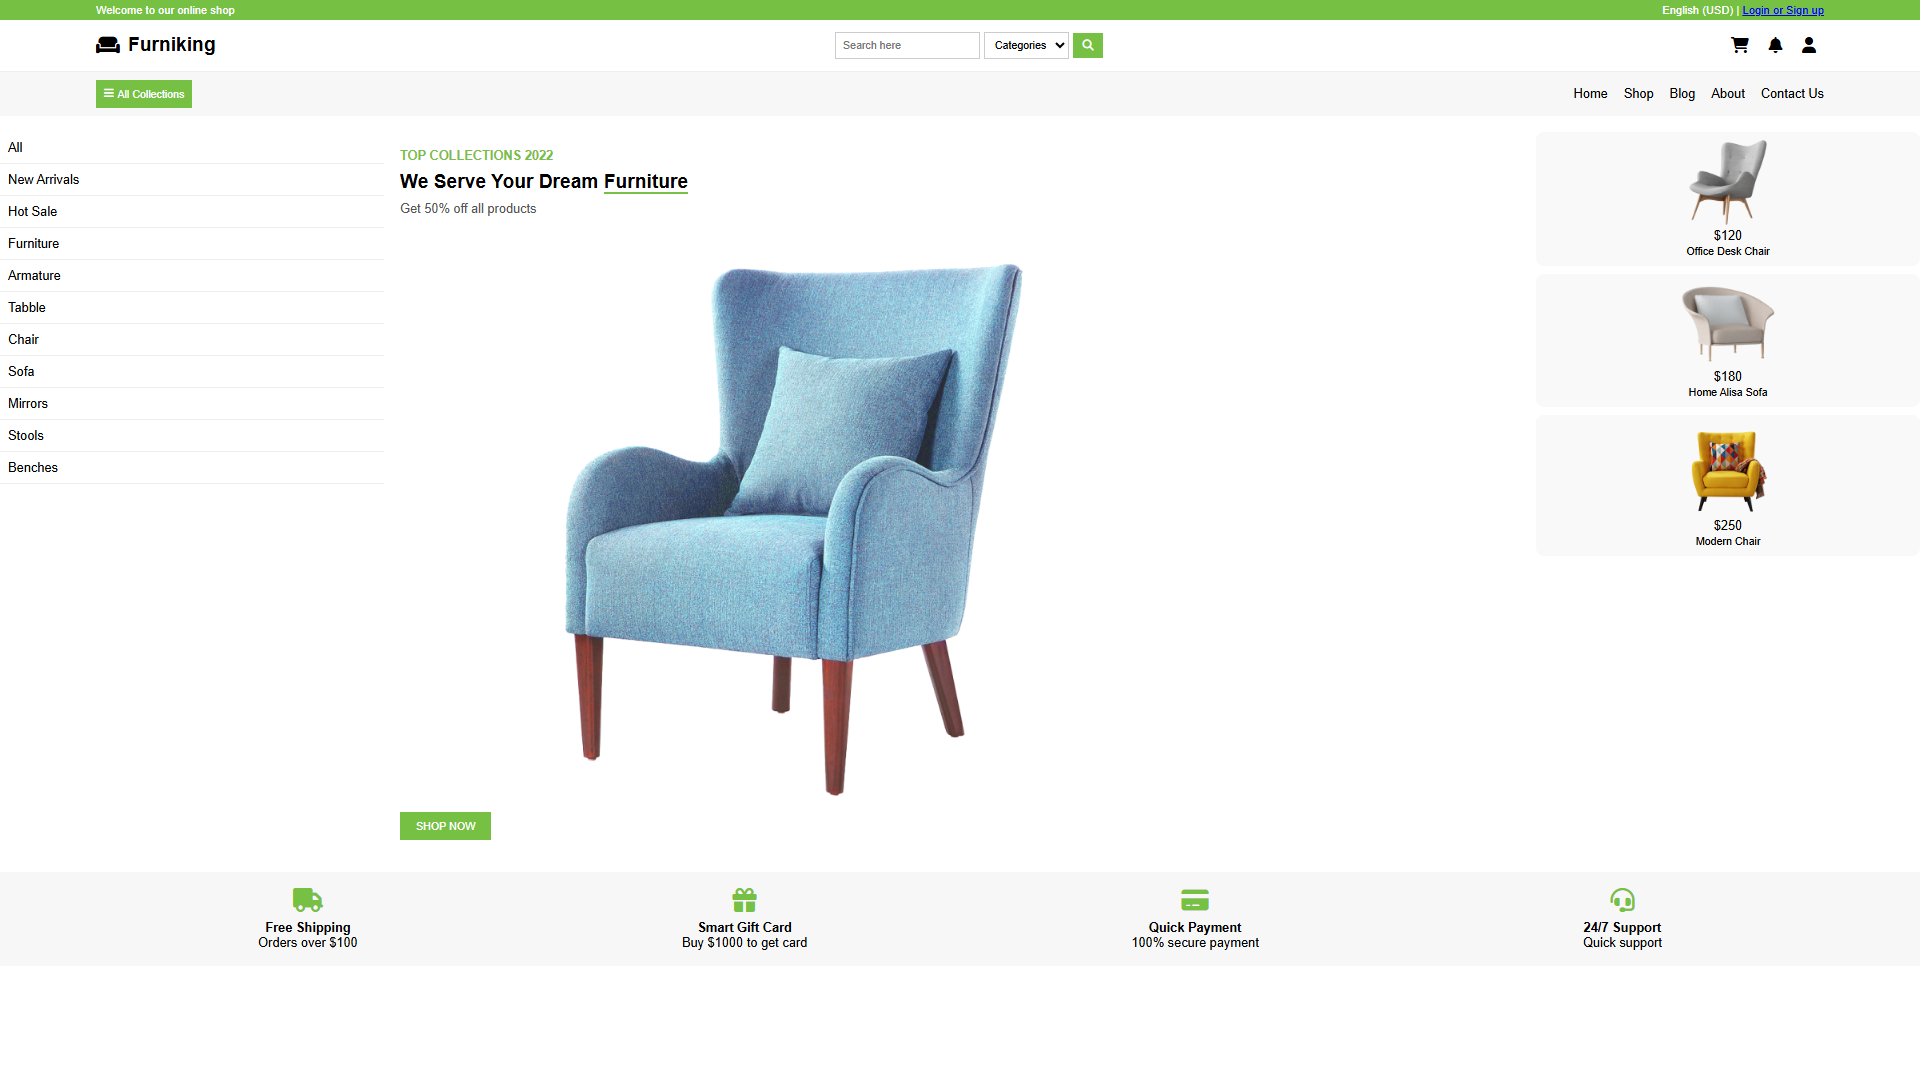 Welcome to our online shop
English (USD) | Login or Sign up
Furniking
Search here
Categories
All Collections
Home Shop Blog About Contact Us
All
New Arrivals
Hot Sale
Furniture
Armature
Tabble
Chair
Sofa
Mirrors
Stools
Benches
TOP COLLECTIONS 2022
We Serve Your Dream Furniture
Get 50% off all products
SHOP NOW
$120
Office Desk Chair
$180
Home Alisa Sofa
$250
Modern Chair
Free Shipping
Orders over $100
Smart Gift Card
Buy $1000 to get card
Quick Payment
100% secure payment
24/7 Support
Quick support